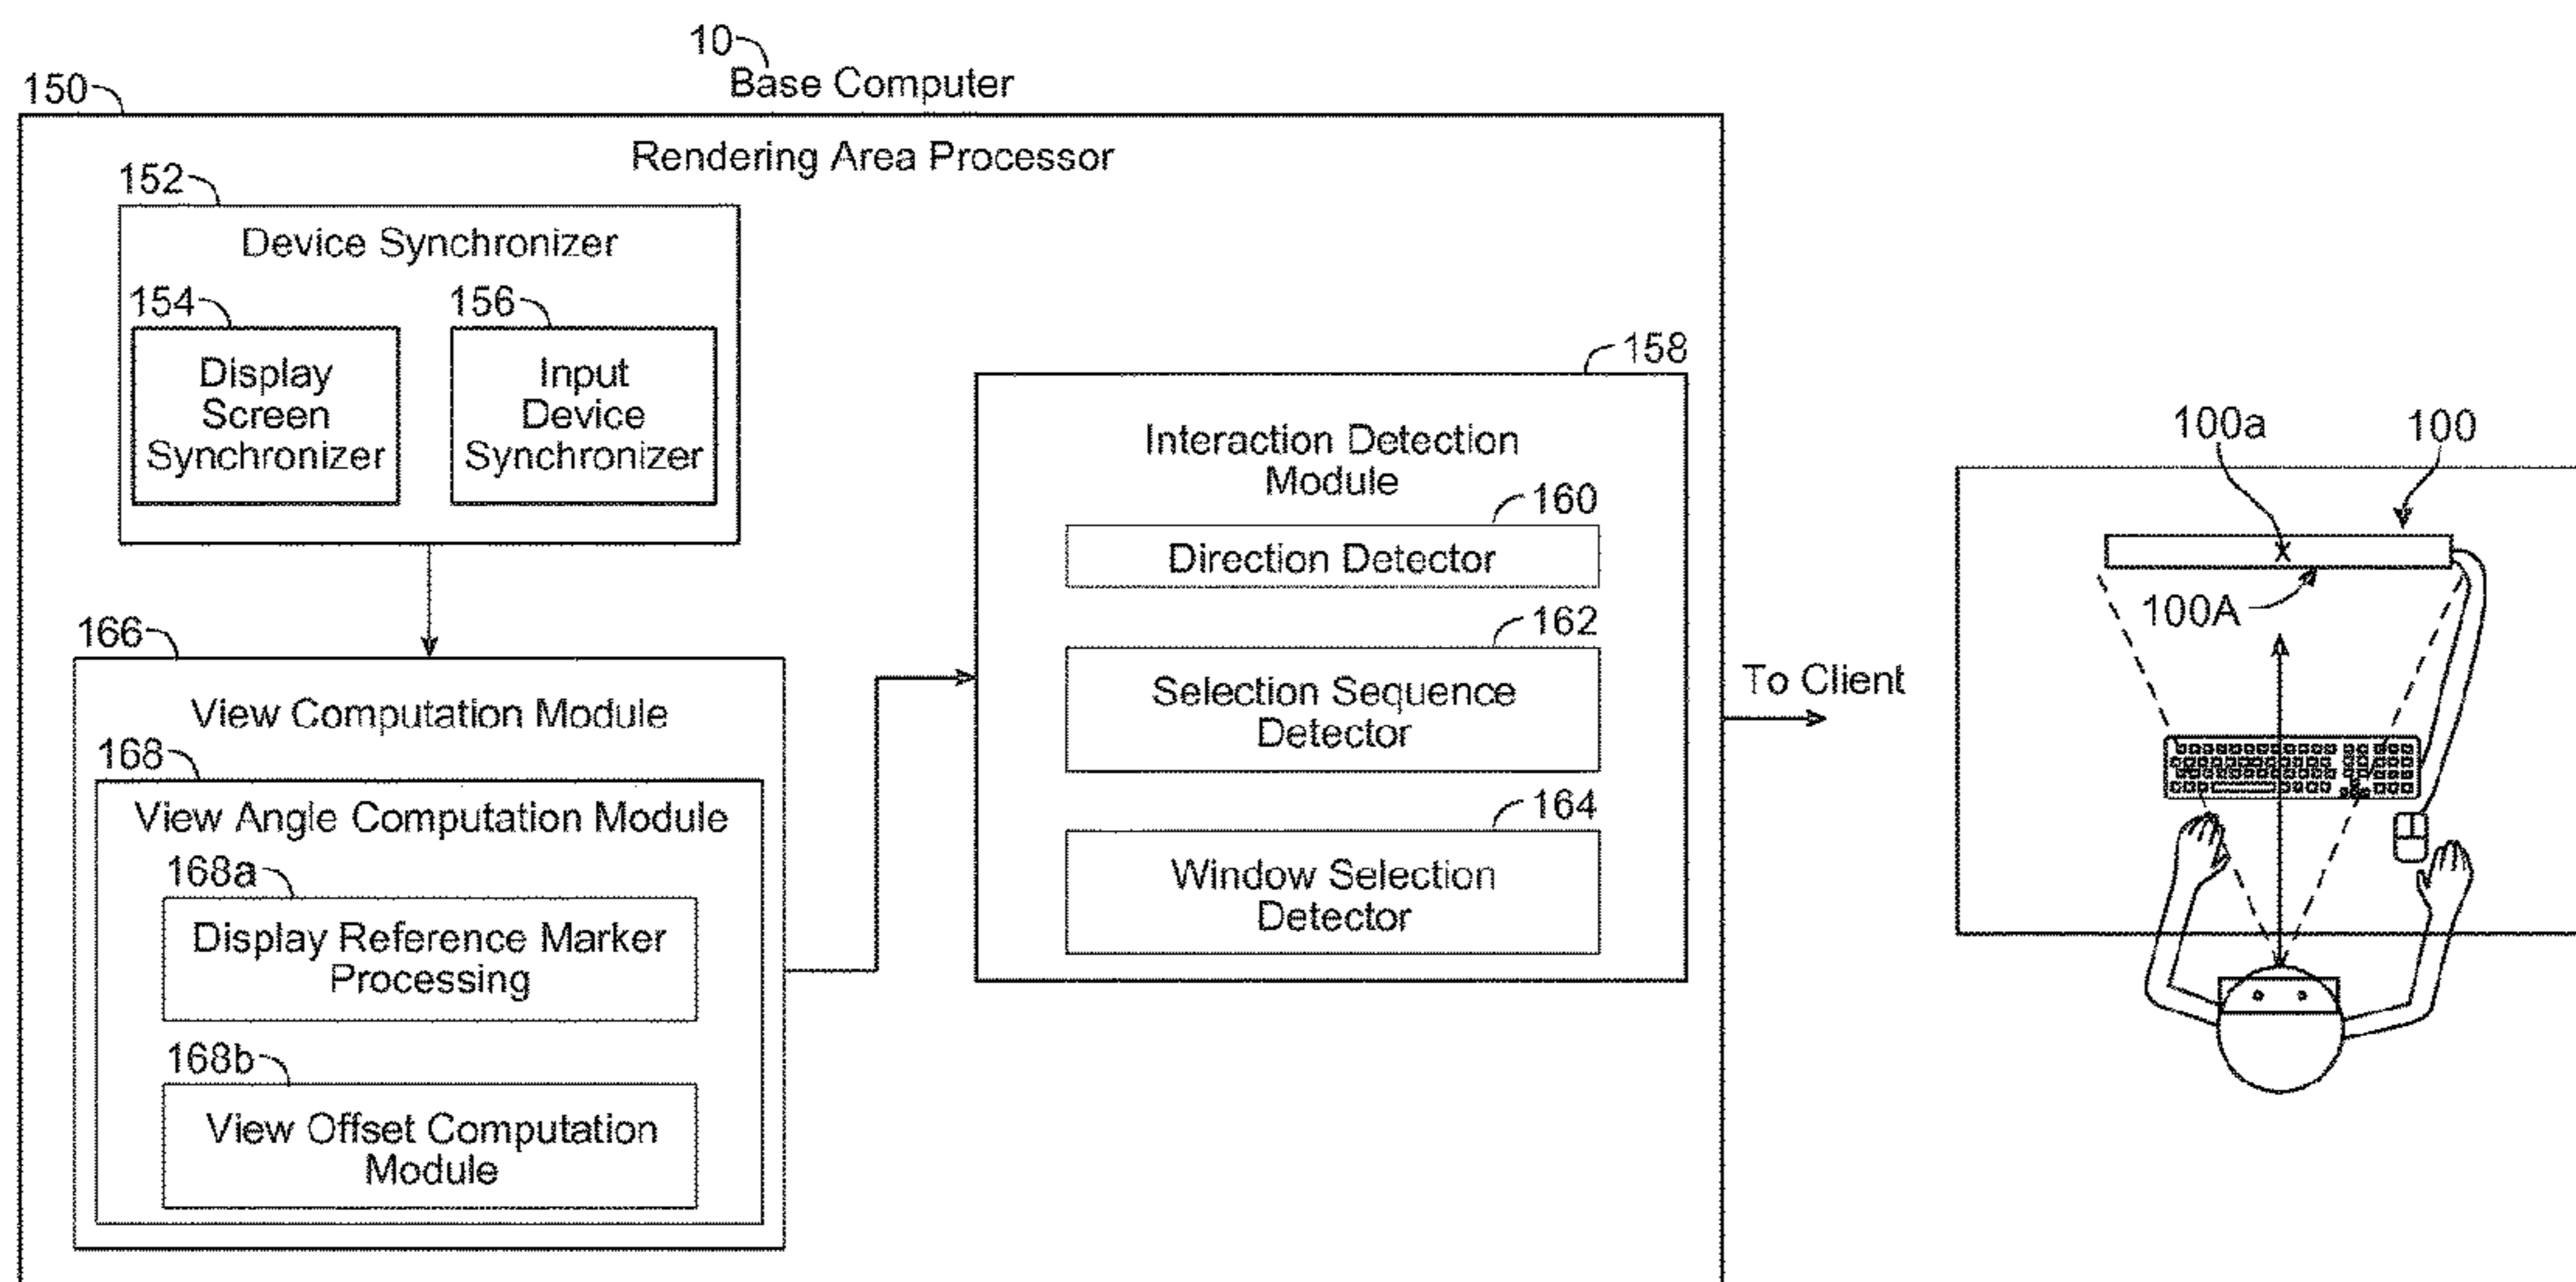 10
Base Computer
150
Rendering Area Processor
152
Device Synchronizer
154
Display
Screen
Synchronizer
156
Input
Device
Synchronizer
166
View Computation Module
168
View Angle Computation Module
168a
Display Reference Marker
Processing
168b
View Offset Computation
Module
158
Interaction Detection
Module
160
Direction Detector
162
Selection Sequence
Detector
164
Window Selection
Detector
To Client
100a
100
X
100A